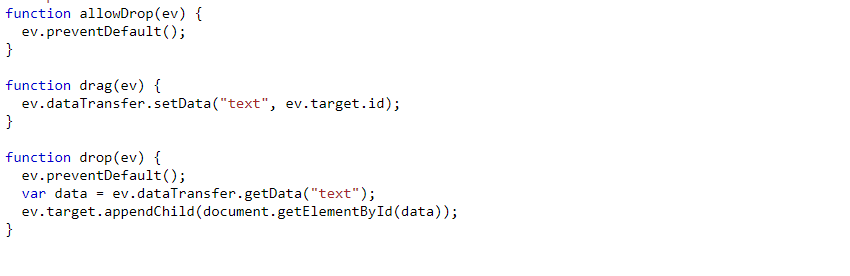 function allowDrop(ev) {
  ev.preventDefault();
}

function drag(ev) {
  ev.dataTransfer.setData("text", ev.target.id);
}

function drop(ev) {
  ev.preventDefault();
  var data = ev.dataTransfer.getData("text");
  ev.target.appendChild(document.getElementById(data));
}